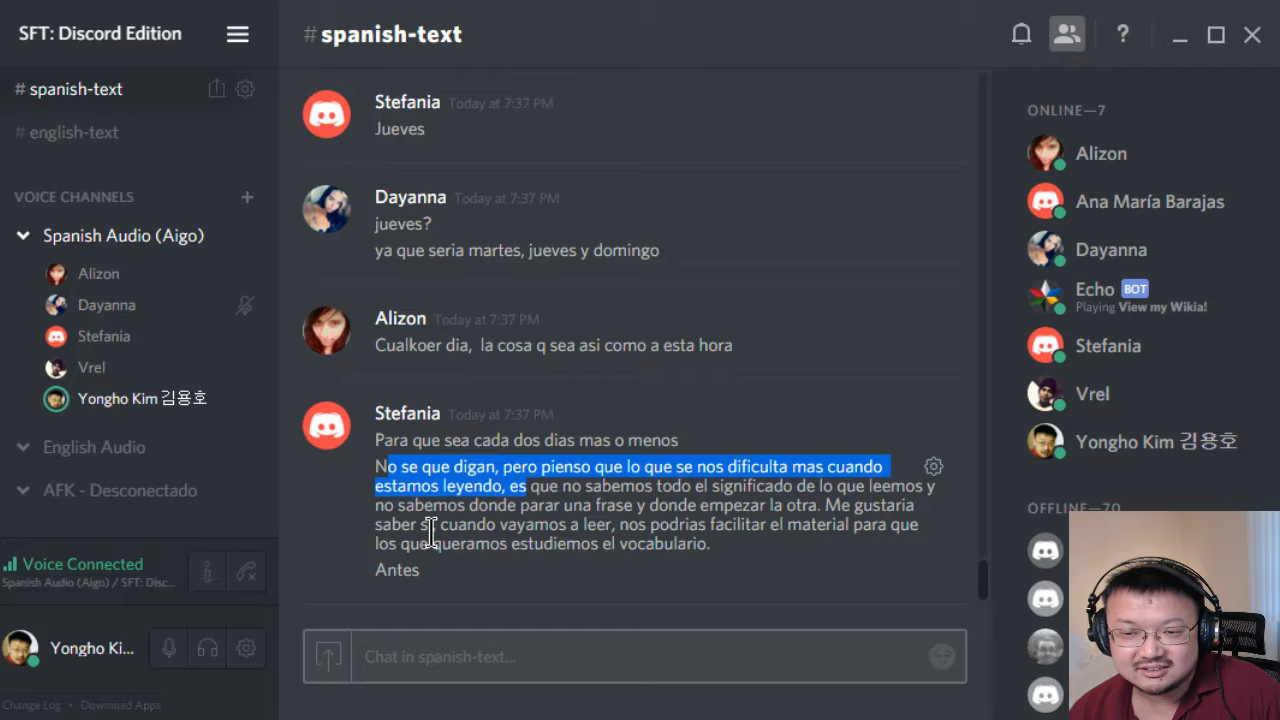 SFT: Discord Edition
# spanish-text
# english-text
VOICE CHANNELS
Spanish Audio (Aigo)
Alizon
Dayanna
Stefania
Vrel
Yongho Kim 김용호
English Audio
AFK - Desconectado
Voice Connected
Spanish Audio (Aigo) / SFT: Disc...
Yongho Ki...
Change Log • Download Apps
# spanish-text
Stefania Today at 7:37 PM
Jueves
Dayanna Today at 7:37 PM
jueves?
ya que seria martes, jueves y domingo
Alizon Today at 7:37 PM
Cualkoer dia, la cosa q sea asi como a esta hora
Stefania Today at 7:37 PM
Para que sea cada dos dias mas o menos
No se que digan, pero pienso que lo que se nos dificulta mas cuando
estamos leyendo, es que no sabemos todo el significado de lo que leemos y
no sabemos donde parar una frase y donde empezar la otra. Me gustaria
saber si cuando vayamos a leer, nos podrias facilitar el material para que
los que queramos estudiemos el vocabulario.
Antes
Chat in spanish-text...
ONLINE—7
Alizon
Ana María Barajas
Dayanna
Echo BOT
Playing View my Wikia!
Stefania
Vrel
Yongho Kim 김용호
OFFLINE—70